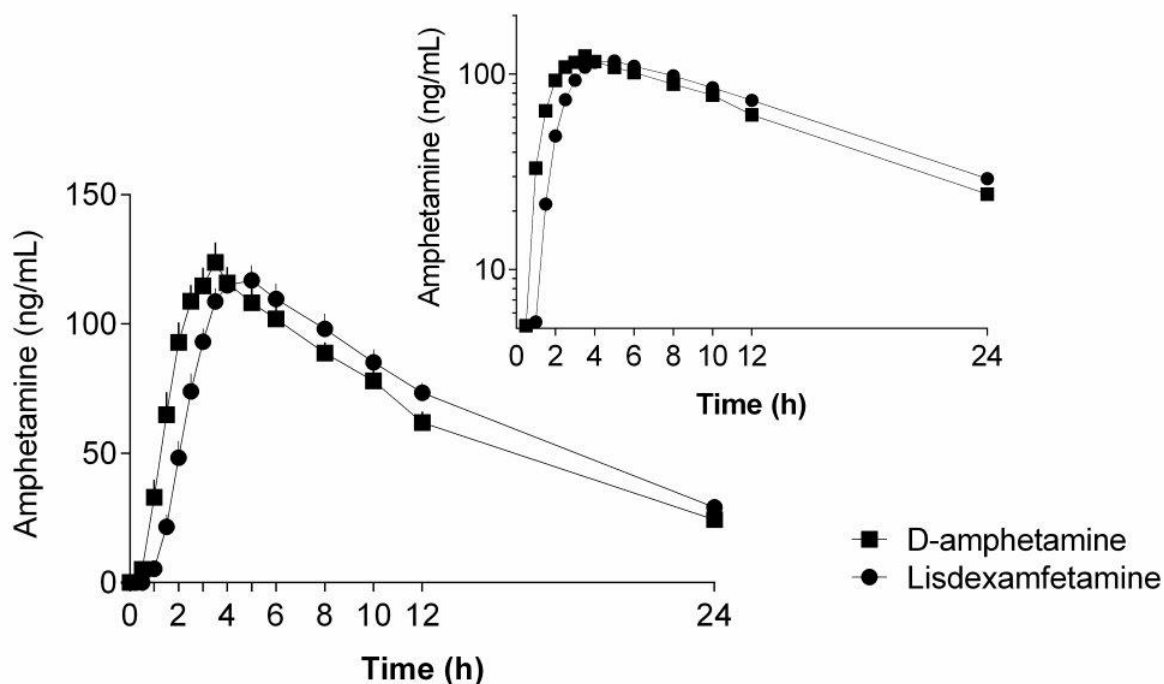 Amphetamine (ng/mL)
100
10
0 2 4 6 8 10 12 24
Time (h)
Amphetamine (ng/mL)
150
100
50
0
0 2 4 6 8 10 12 24
Time (h)
D-amphetamine
Lisdexamfetamine